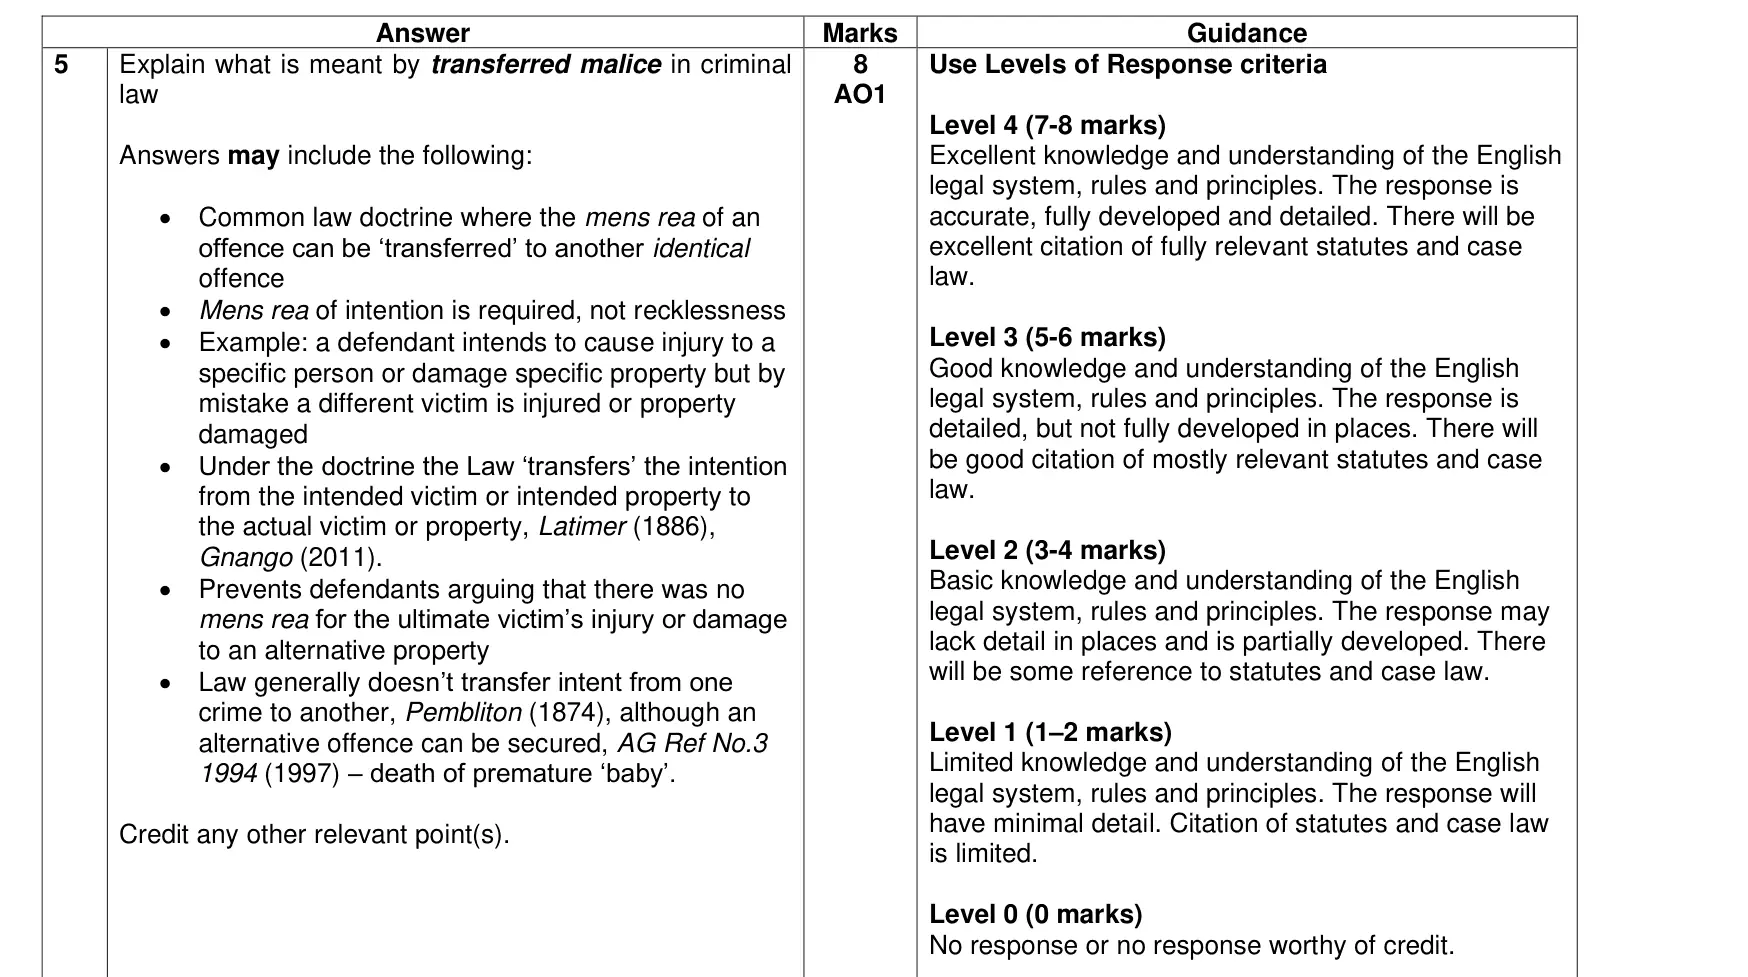 Answer Marks Guidance
5 Explain what is meant by transferred malice in criminal
law
Answers may include the following:
• Common law doctrine where the mens rea of an
offence can be ‘transferred’ to another identical
offence
• Mens rea of intention is required, not recklessness
• Example: a defendant intends to cause injury to a
specific person or damage specific property but by
mistake a different victim is injured or property
damaged
• Under the doctrine the Law ‘transfers’ the intention
from the intended victim or intended property to
the actual victim or property, Latimer (1886),
Gnango (2011).
• Prevents defendants arguing that there was no
mens rea for the ultimate victim’s injury or damage
to an alternative property
• Law generally doesn’t transfer intent from one
crime to another, Pembliton (1874), although an
alternative offence can be secured, AG Ref No.3
1994 (1997) – death of premature ‘baby’.
Credit any other relevant point(s).
8
AO1
Use Levels of Response criteria
Level 4 (7-8 marks)
Excellent knowledge and understanding of the English
legal system, rules and principles. The response is
accurate, fully developed and detailed. There will be
excellent citation of fully relevant statutes and case
law.
Level 3 (5-6 marks)
Good knowledge and understanding of the English
legal system, rules and principles. The response is
detailed, but not fully developed in places. There will
be good citation of mostly relevant statutes and case
law.
Level 2 (3-4 marks)
Basic knowledge and understanding of the English
legal system, rules and principles. The response may
lack detail in places and is partially developed. There
will be some reference to statutes and case law.
Level 1 (1–2 marks)
Limited knowledge and understanding of the English
legal system, rules and principles. The response will
have minimal detail. Citation of statutes and case law
is limited.
Level 0 (0 marks)
No response or no response worthy of credit.